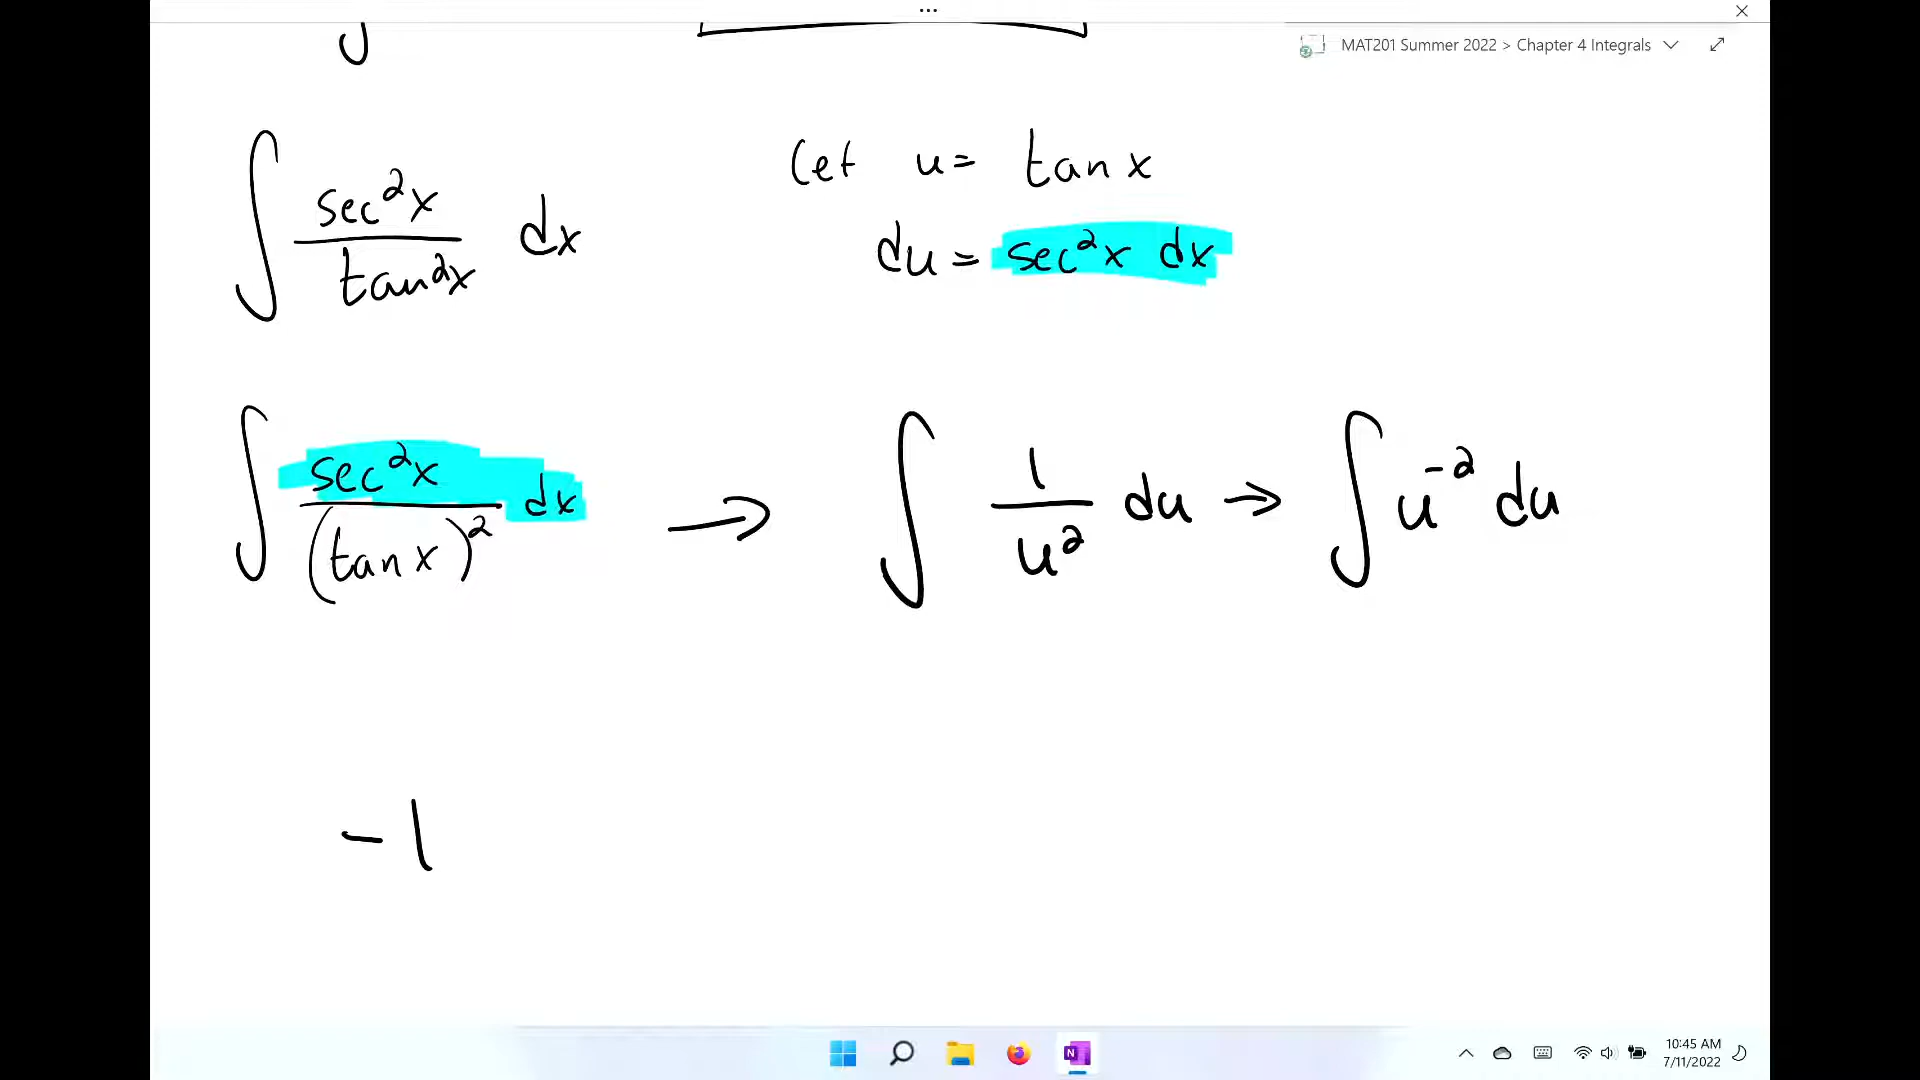 ...
MAT201 Summer 2022 > Chapter 4 Integrals
∫
∫ sec²x / tan²x dx
Let u = tan x
du = sec²x dx
∫ sec²x / (tan x)² dx → ∫ 1/u² du → ∫ u⁻² du
-1
10:45 AM
7/11/2022